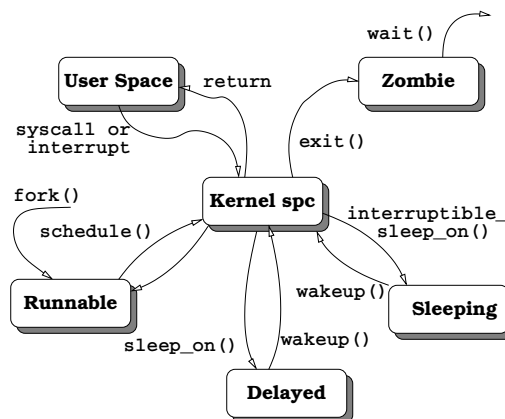 wait()
User Space
return
Zombie
syscall or
interrupt
exit()
Kernel spc
fork()
schedule()
interruptible_
sleep_on()
Runnable
wakeup()
Sleeping
sleep_on()
wakeup()
Delayed